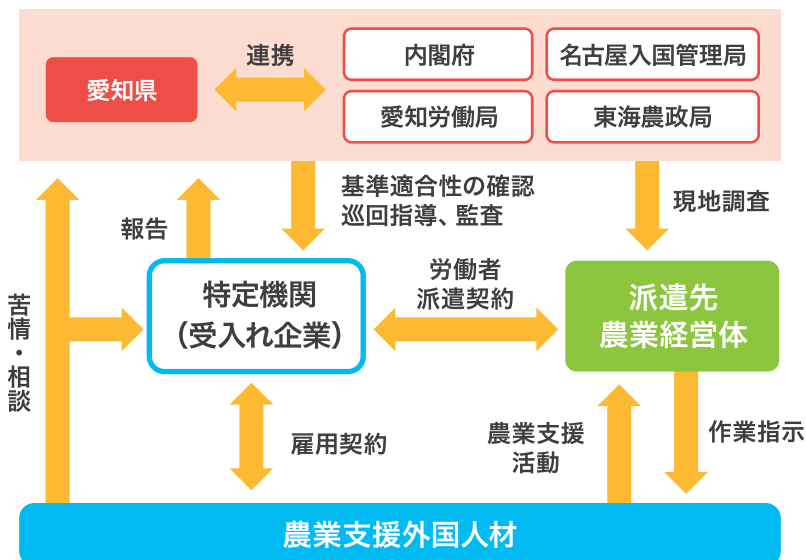 連携
愛知県
内閣府
名古屋入国管理局
愛知労働局
東海農政局
報告
基準適合性の確認
巡回指導、監査
現地調査
苦情・相談
特定機関
（受入れ企業）
労働者
派遣契約
派遣先
農業経営体
雇用契約
農業支援
活動
作業指示
農業支援外国人材